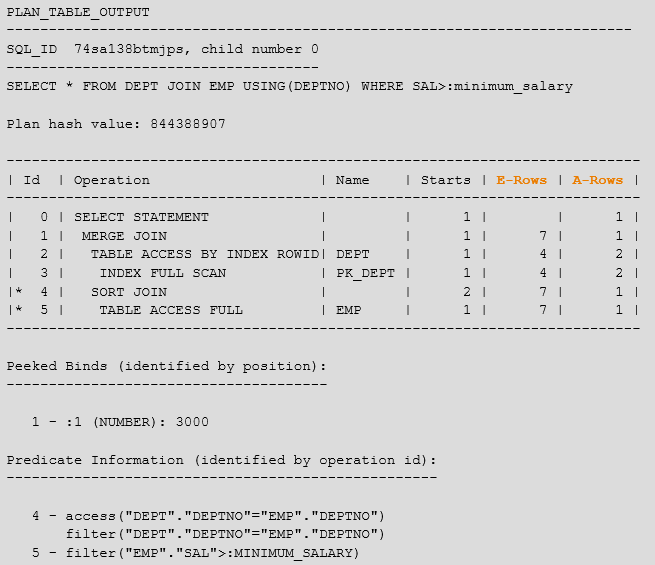 PLAN_TABLE_OUTPUT
--------------------------------------------------------------------------
SQL_ID  74sa138btmjps, child number 0
-------------------------------------
SELECT * FROM DEPT JOIN EMP USING(DEPTNO) WHERE SAL>:minimum_salary

Plan hash value: 844388907

---------------------------------------------------------------------------
| Id  | Operation                    | Name    | Starts | E-Rows | A-Rows |
---------------------------------------------------------------------------
|   0 | SELECT STATEMENT             |         |      1 |        |      1 |
|   1 |  MERGE JOIN                  |         |      1 |      7 |      1 |
|   2 |   TABLE ACCESS BY INDEX ROWID| DEPT    |      1 |      4 |      2 |
|   3 |    INDEX FULL SCAN           | PK_DEPT |      1 |      4 |      2 |
|*  4 |   SORT JOIN                  |         |      2 |      7 |      1 |
|*  5 |    TABLE ACCESS FULL         | EMP     |      1 |      7 |      1 |
---------------------------------------------------------------------------

Peeked Binds (identified by position):
--------------------------------------

   1 - :1 (NUMBER): 3000

Predicate Information (identified by operation id):
---------------------------------------------------

   4 - access("DEPT"."DEPTNO"="EMP"."DEPTNO")
       filter("DEPT"."DEPTNO"="EMP"."DEPTNO")
   5 - filter("EMP"."SAL">:MINIMUM_SALARY)